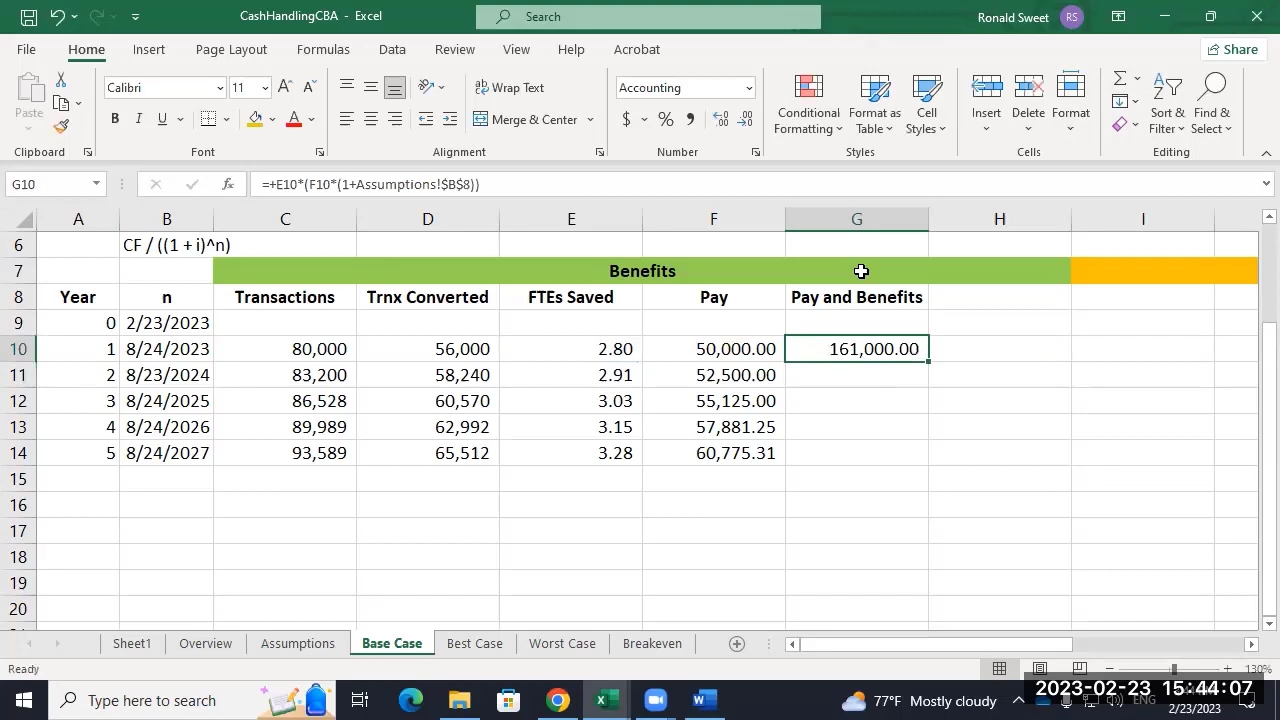 CashHandlingCBA - Excel
Search
Ronald Sweet RS
File Home Insert Page Layout Formulas Data Review View Help Acrobat Share
Paste
Calibri 11
Wrap Text
Merge & Center
Accounting
Conditional Formatting
Format as Table
Cell Styles
Insert Delete Format
Sort & Filter
Find & Select
Clipboard Font Alignment Number Styles Cells Editing
G10 fx =+E10*(F10*(1+Assumptions!$B$8))
A B C D E F G H I
6 CF / ((1 + i)^n)
7 Benefits
8 Year n Transactions Trnx Converted FTEs Saved Pay Pay and Benefits
9 0 2/23/2023
10 1 8/24/2023 80,000 56,000 2.80 50,000.00 161,000.00
11 2 8/23/2024 83,200 58,240 2.91 52,500.00
12 3 8/24/2025 86,528 60,570 3.03 55,125.00
13 4 8/24/2026 89,989 62,992 3.15 57,881.25
14 5 8/24/2027 93,589 65,512 3.28 60,775.31
15
16
17
18
19
20
Sheet1 Overview Assumptions Base Case Best Case Worst Case Breakeven
Ready 130%
Type here to search
77°F Mostly cloudy
ENG
2023-02-23 15:44:07
2/23/2023